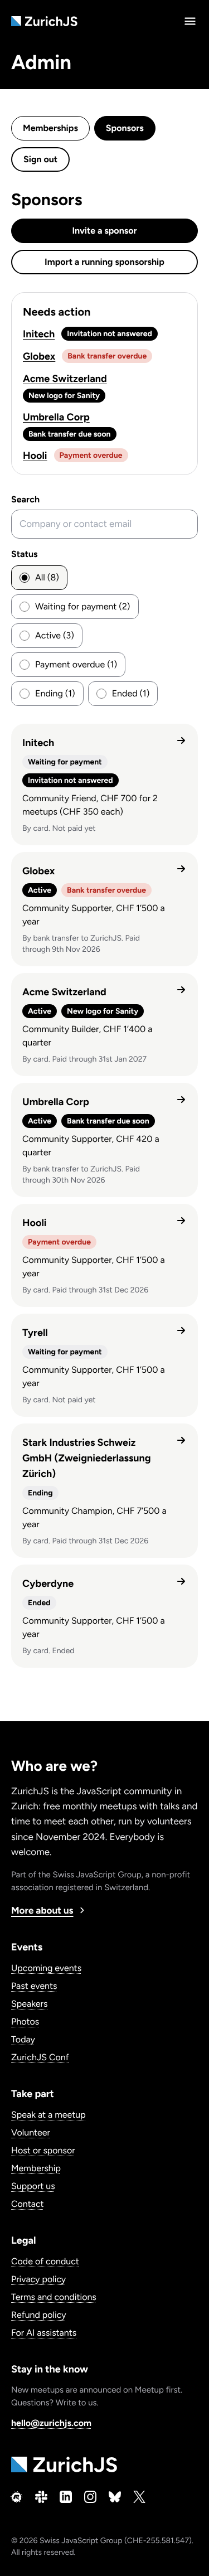 ZurichJS
Admin
Memberships
Sponsors
Sign out
Sponsors
Invite a sponsor
Import a running sponsorship
Needs action
Initech Invitation not answered
Globex Bank transfer overdue
Acme Switzerland
New logo for Sanity
Umbrella Corp
Bank transfer due soon
Hooli Payment overdue
Search
Company or contact email
Status
All (8)
Waiting for payment (2)
Active (3)
Payment overdue (1)
Ending (1)
Ended (1)
Initech
Waiting for payment
Invitation not answered
Community Friend, CHF 700 for 2
meetups (CHF 350 each)
By card. Not paid yet
Globex
Active Bank transfer overdue
Community Supporter, CHF 1'500 a
year
By bank transfer to ZurichJS. Paid
through 9th Nov 2026
Acme Switzerland
Active New logo for Sanity
Community Builder, CHF 1'400 a
quarter
By card. Paid through 31st Jan 2027
Umbrella Corp
Active Bank transfer due soon
Community Supporter, CHF 420 a
quarter
By bank transfer to ZurichJS. Paid
through 30th Nov 2026
Hooli
Payment overdue
Community Supporter, CHF 1'500 a
year
By card. Paid through 31st Dec 2026
Tyrell
Waiting for payment
Community Supporter, CHF 1'500 a
year
By card. Not paid yet
Stark Industries Schweiz
GmbH (Zweigniederlassung
Zürich)
Ending
Community Champion, CHF 7'500 a
year
By card. Paid through 31st Dec 2026
Cyberdyne
Ended
Community Supporter, CHF 1'500 a
year
By card. Ended
Who are we?
ZurichJS is the JavaScript community in
Zurich: free monthly meetups with talks and
time to meet each other, run by volunteers
since November 2024. Everybody is
welcome.
Part of the Swiss JavaScript Group, a non-profit
association registered in Switzerland.
More about us
Events
Upcoming events
Past events
Speakers
Photos
Today
ZurichJS Conf
Take part
Speak at a meetup
Volunteer
Host or sponsor
Membership
Support us
Contact
Legal
Code of conduct
Privacy policy
Terms and conditions
Refund policy
For AI assistants
Stay in the know
New meetups are announced on Meetup first.
Questions? Write to us.
hello@zurichjs.com
ZurichJS
© 2026 Swiss JavaScript Group (CHE-255.581.547).
All rights reserved.